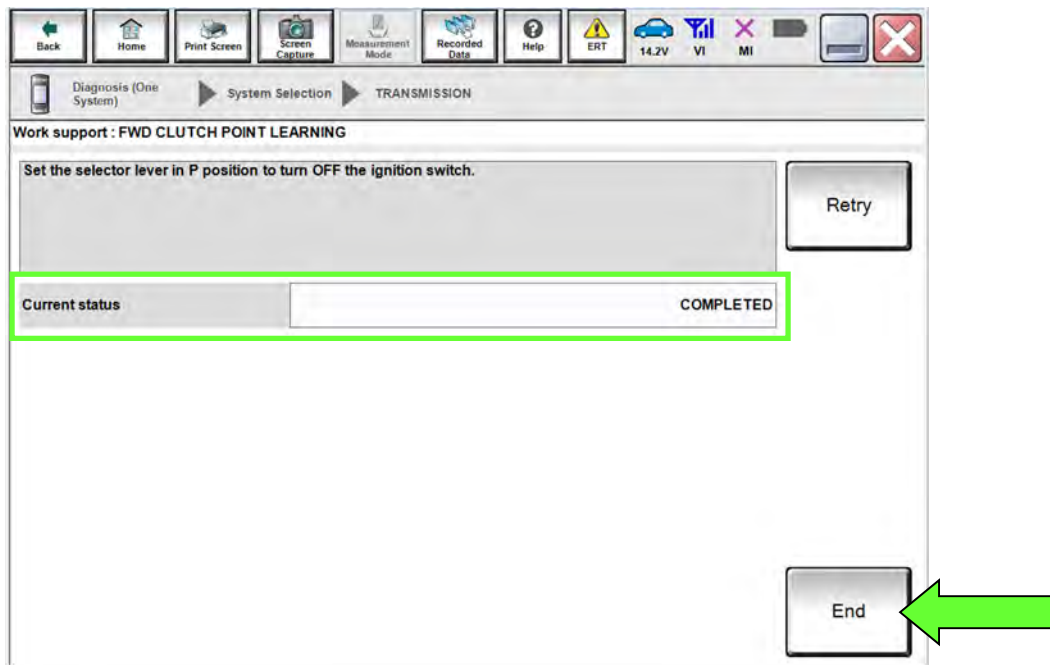 Back
Home
Print Screen
Screen
Capture
Measurement
Mode
Recorded
Data
Help
ERT
14.2V
VI
MI
Diagnosis (One
System)
System Selection
TRANSMISSION
Work support : FWD CLUTCH POINT LEARNING
Set the selector lever in P position to turn OFF the ignition switch.
Retry
Current status
COMPLETED
End